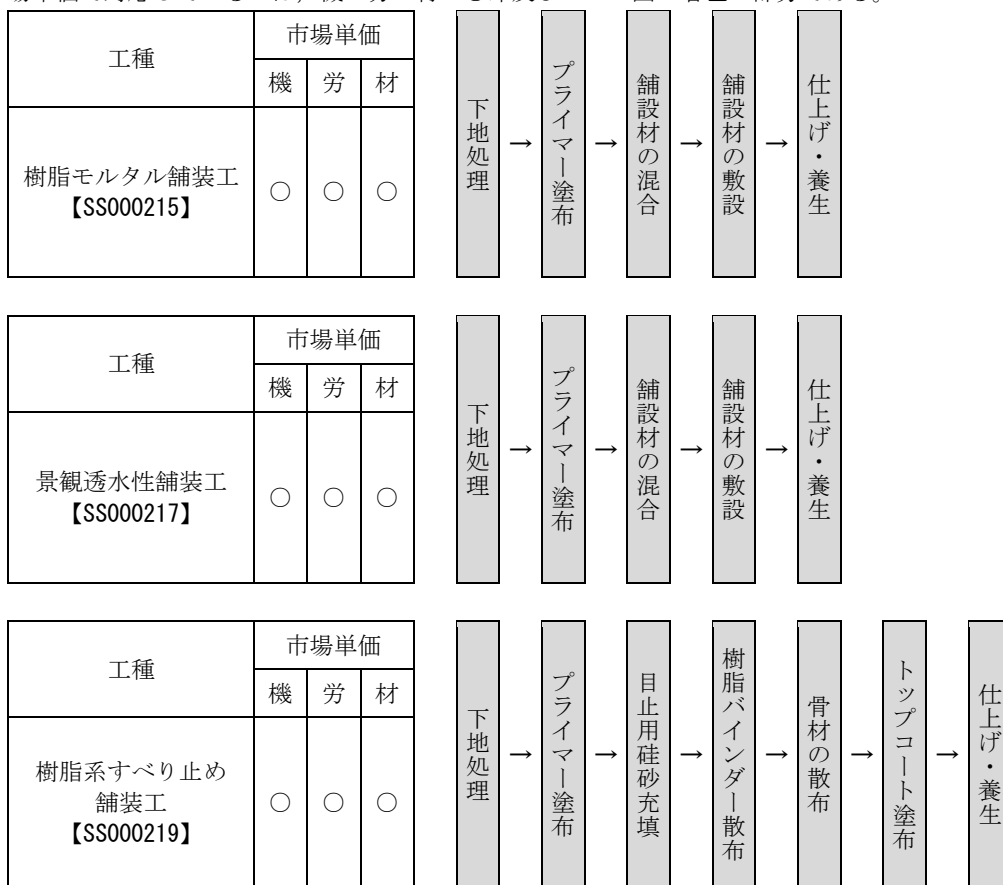 工種
市場単価
機 労 材
樹脂モルタル舗装工
【SS000215】
○ ○ ○
下地処理
→
プライマー塗布
→
舗設材の混合
→
舗設材の敷設
→
仕上げ・養生
工種
市場単価
機 労 材
景観透水性舗装工
【SS000217】
○ ○ ○
下地処理
→
プライマー塗布
→
舗設材の混合
→
舗設材の敷設
→
仕上げ・養生
工種
市場単価
機 労 材
樹脂系すべり止め
舗装工
【SS000219】
○ ○ ○
下地処理
→
プライマー塗布
→
目止用硅砂充填
→
樹脂バインダー散布
→
骨材の散布
→
トップコート塗布
→
仕上げ・養生